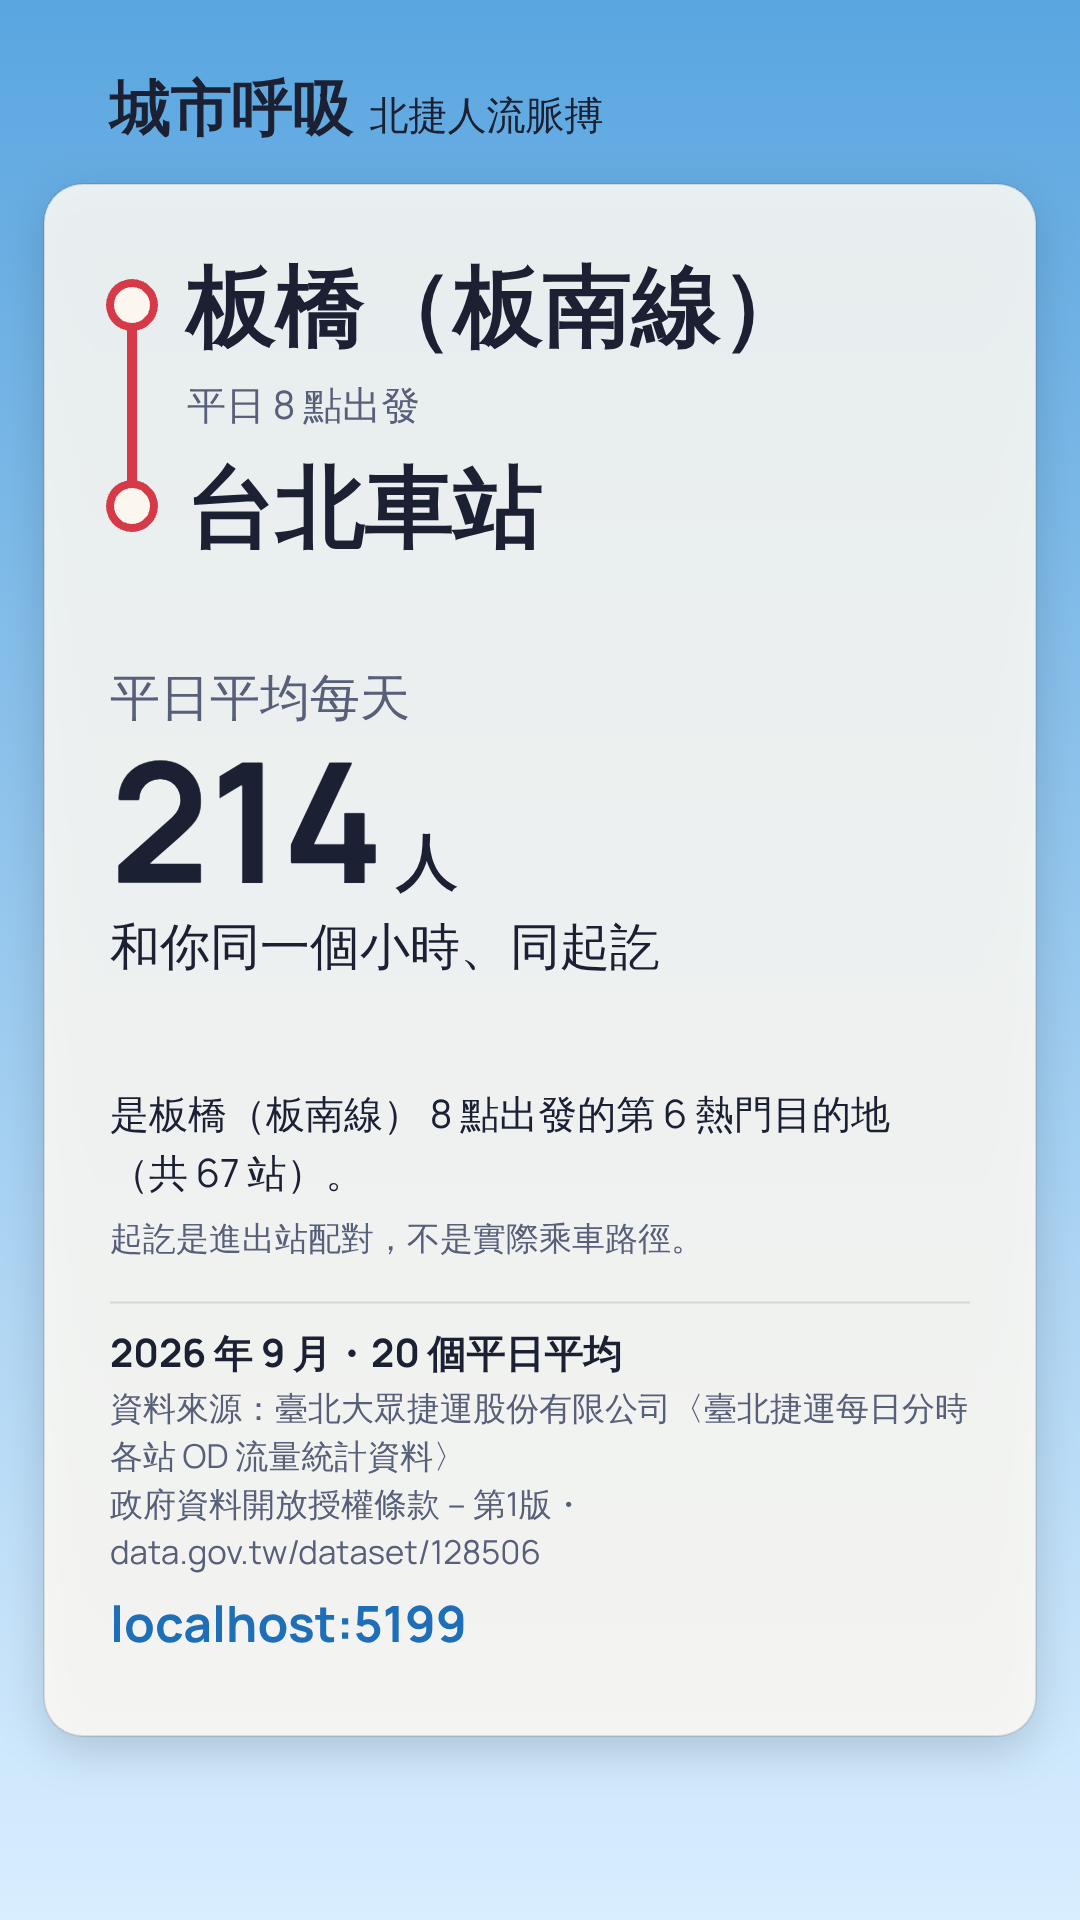 城市呼吸 北捷人流脈搏
板橋（板南線）
平日 8 點出發
台北車站
平日平均每天
214 人
和你同一個小時、同起訖
是板橋（板南線） 8 點出發的第 6 熱門目的地
（共 67 站）。
起訖是進出站配對，不是實際乘車路徑。
2026 年 9 月・20 個平日平均
資料來源：臺北大眾捷運股份有限公司〈臺北捷運每日分時
各站 OD 流量統計資料〉
政府資料開放授權條款－第1版・
data.gov.tw/dataset/128506
localhost:5199